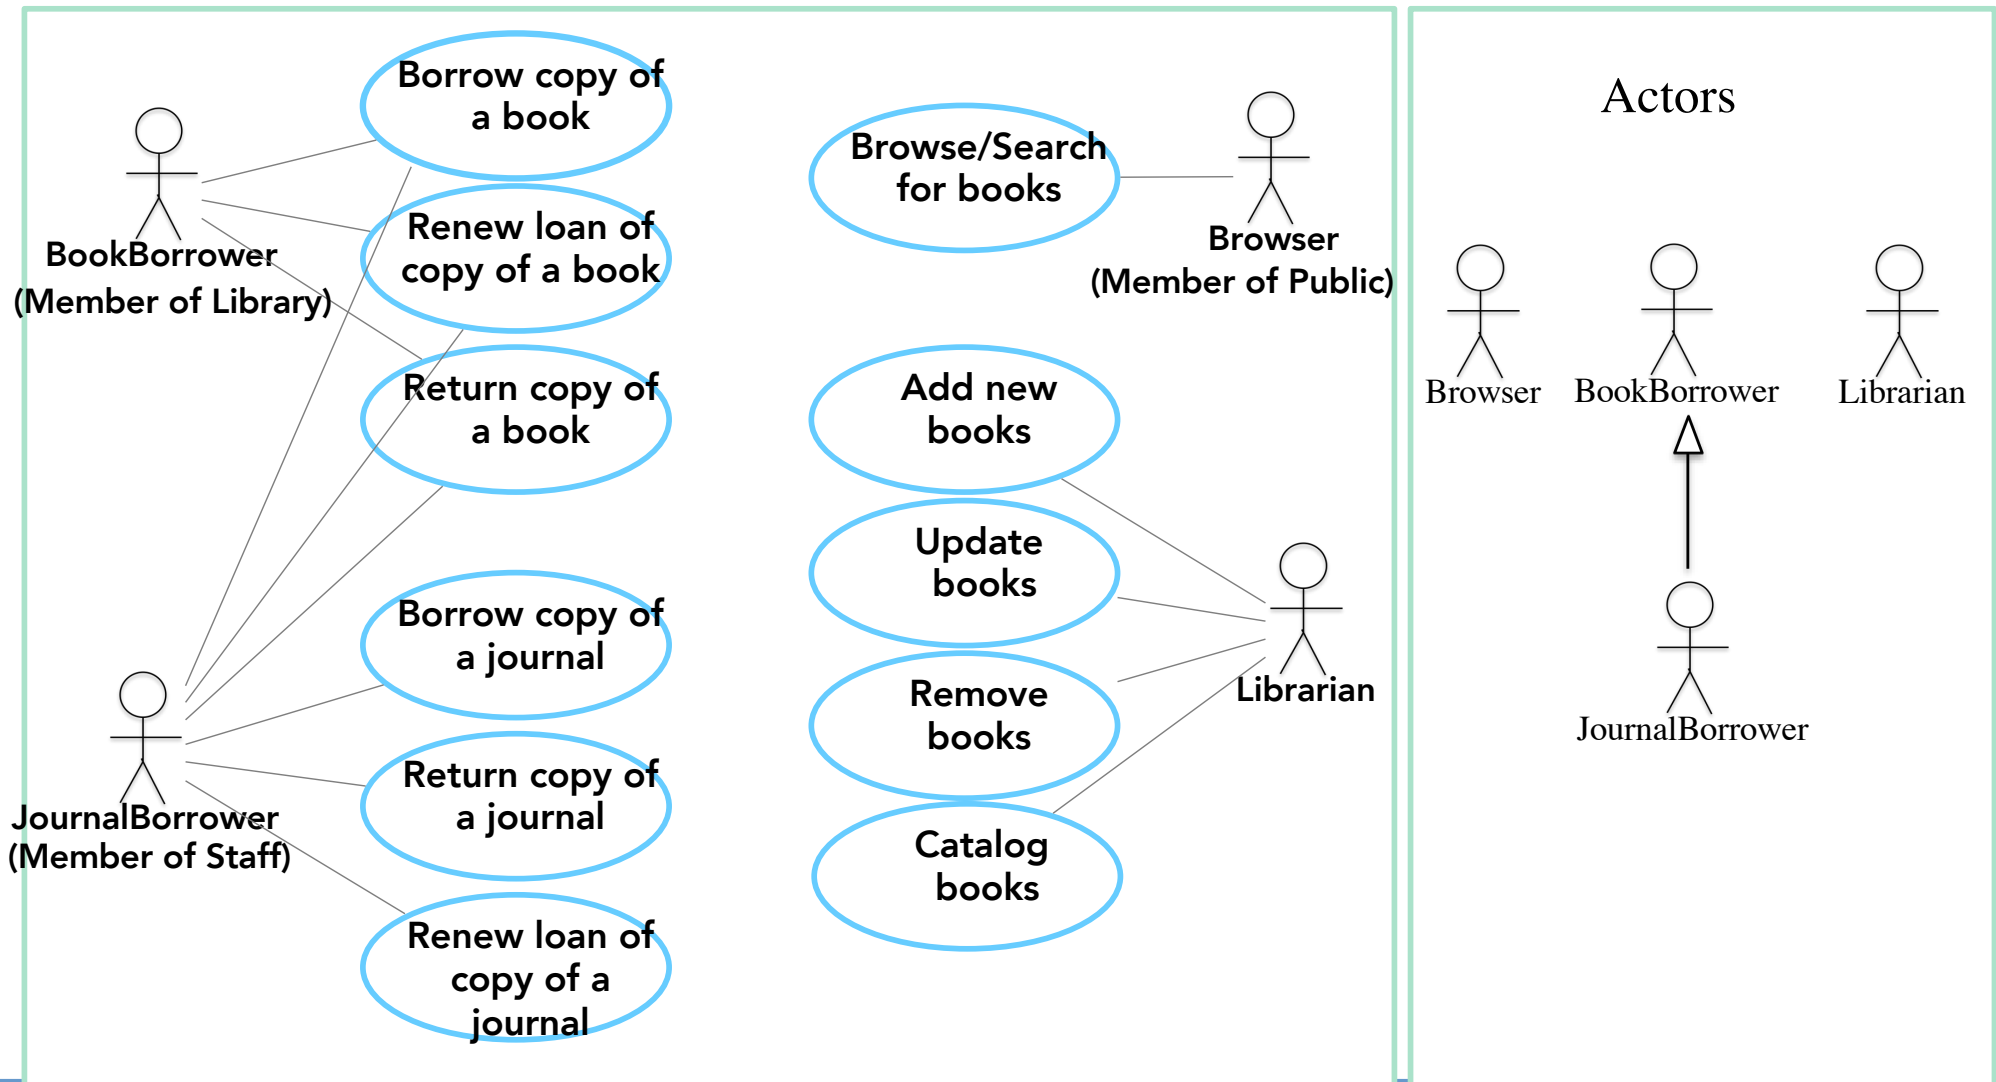 Borrow copy of
a book
BookBorrower
(Member of Library)
Renew loan of
copy of a book
Return copy of
a book
Borrow copy of
a journal
JournalBorrower
(Member of Staff)
Return copy of
a journal
Renew loan of
copy of a
journal
Browse/Search
for books
Browser
(Member of Public)
Add new
books
Update
books
Remove
books
Catalog
books
Librarian
Actors
Browser
BookBorrower
Librarian
JournalBorrower